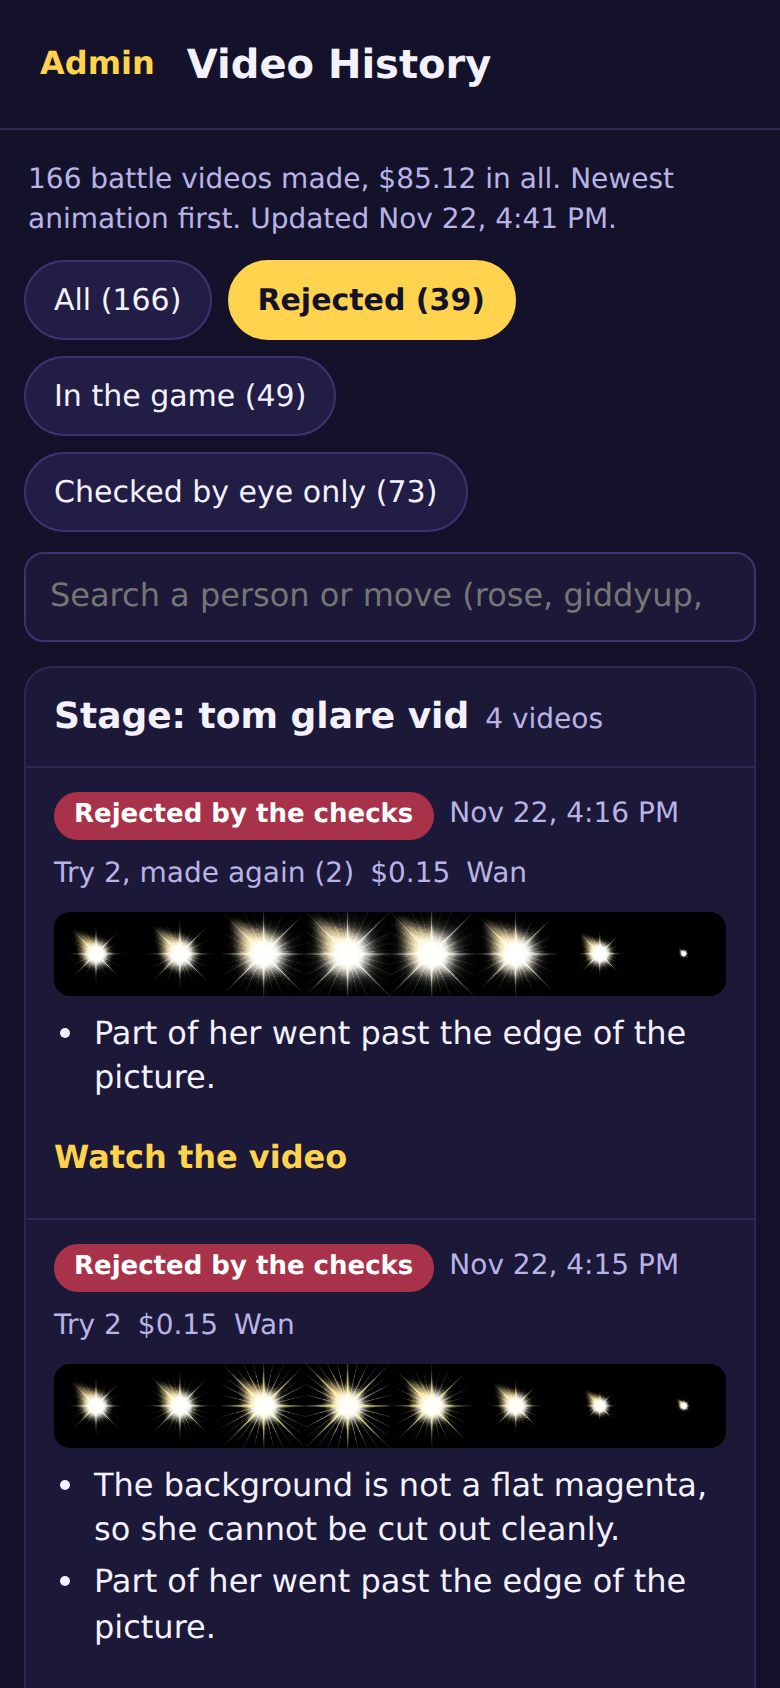 Admin Video History
166 battle videos made, $85.12 in all. Newest
animation first. Updated Nov 22, 4:41 PM.
All (166) Rejected (39)
In the game (49)
Checked by eye only (73)
Search a person or move (rose, giddyup,
Stage: tom glare vid 4 videos
Rejected by the checks Nov 22, 4:16 PM
Try 2, made again (2) $0.15 Wan
• Part of her went past the edge of the
picture.
Watch the video
Rejected by the checks Nov 22, 4:15 PM
Try 2 $0.15 Wan
• The background is not a flat magenta,
so she cannot be cut out cleanly.
• Part of her went past the edge of the
picture.